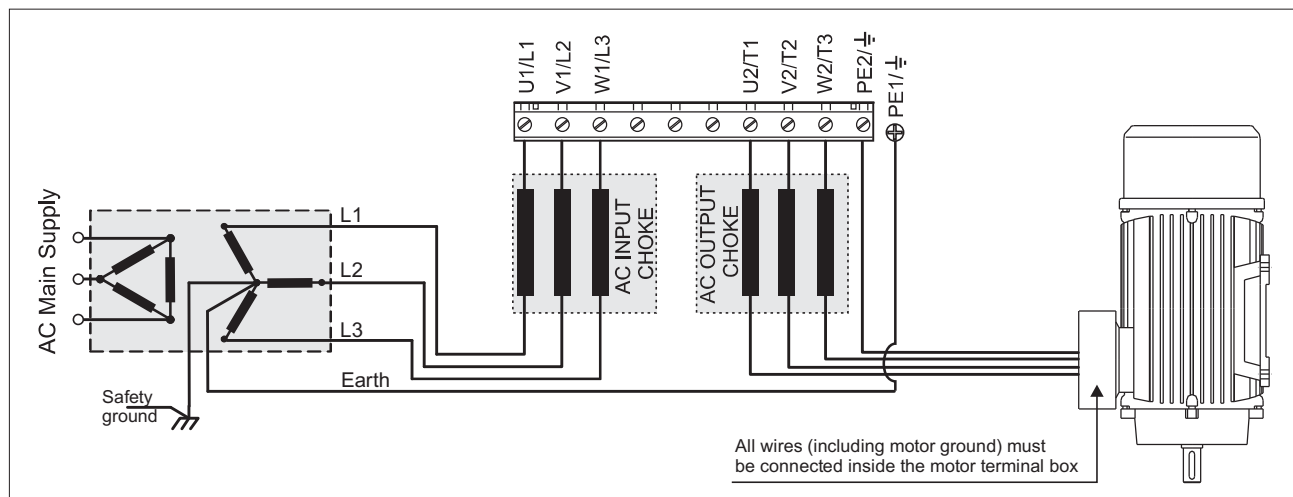 U1/L1
V1/L2
W1/L3
U2/T1
V2/T2
W2/T3
PE2/⏚
PE1/⏚
AC Main Supply
L1
L2
L3
Earth
Safety
ground
AC INPUT
CHOKE
AC OUTPUT
CHOKE
All wires (including motor ground) must
be connected inside the motor terminal box